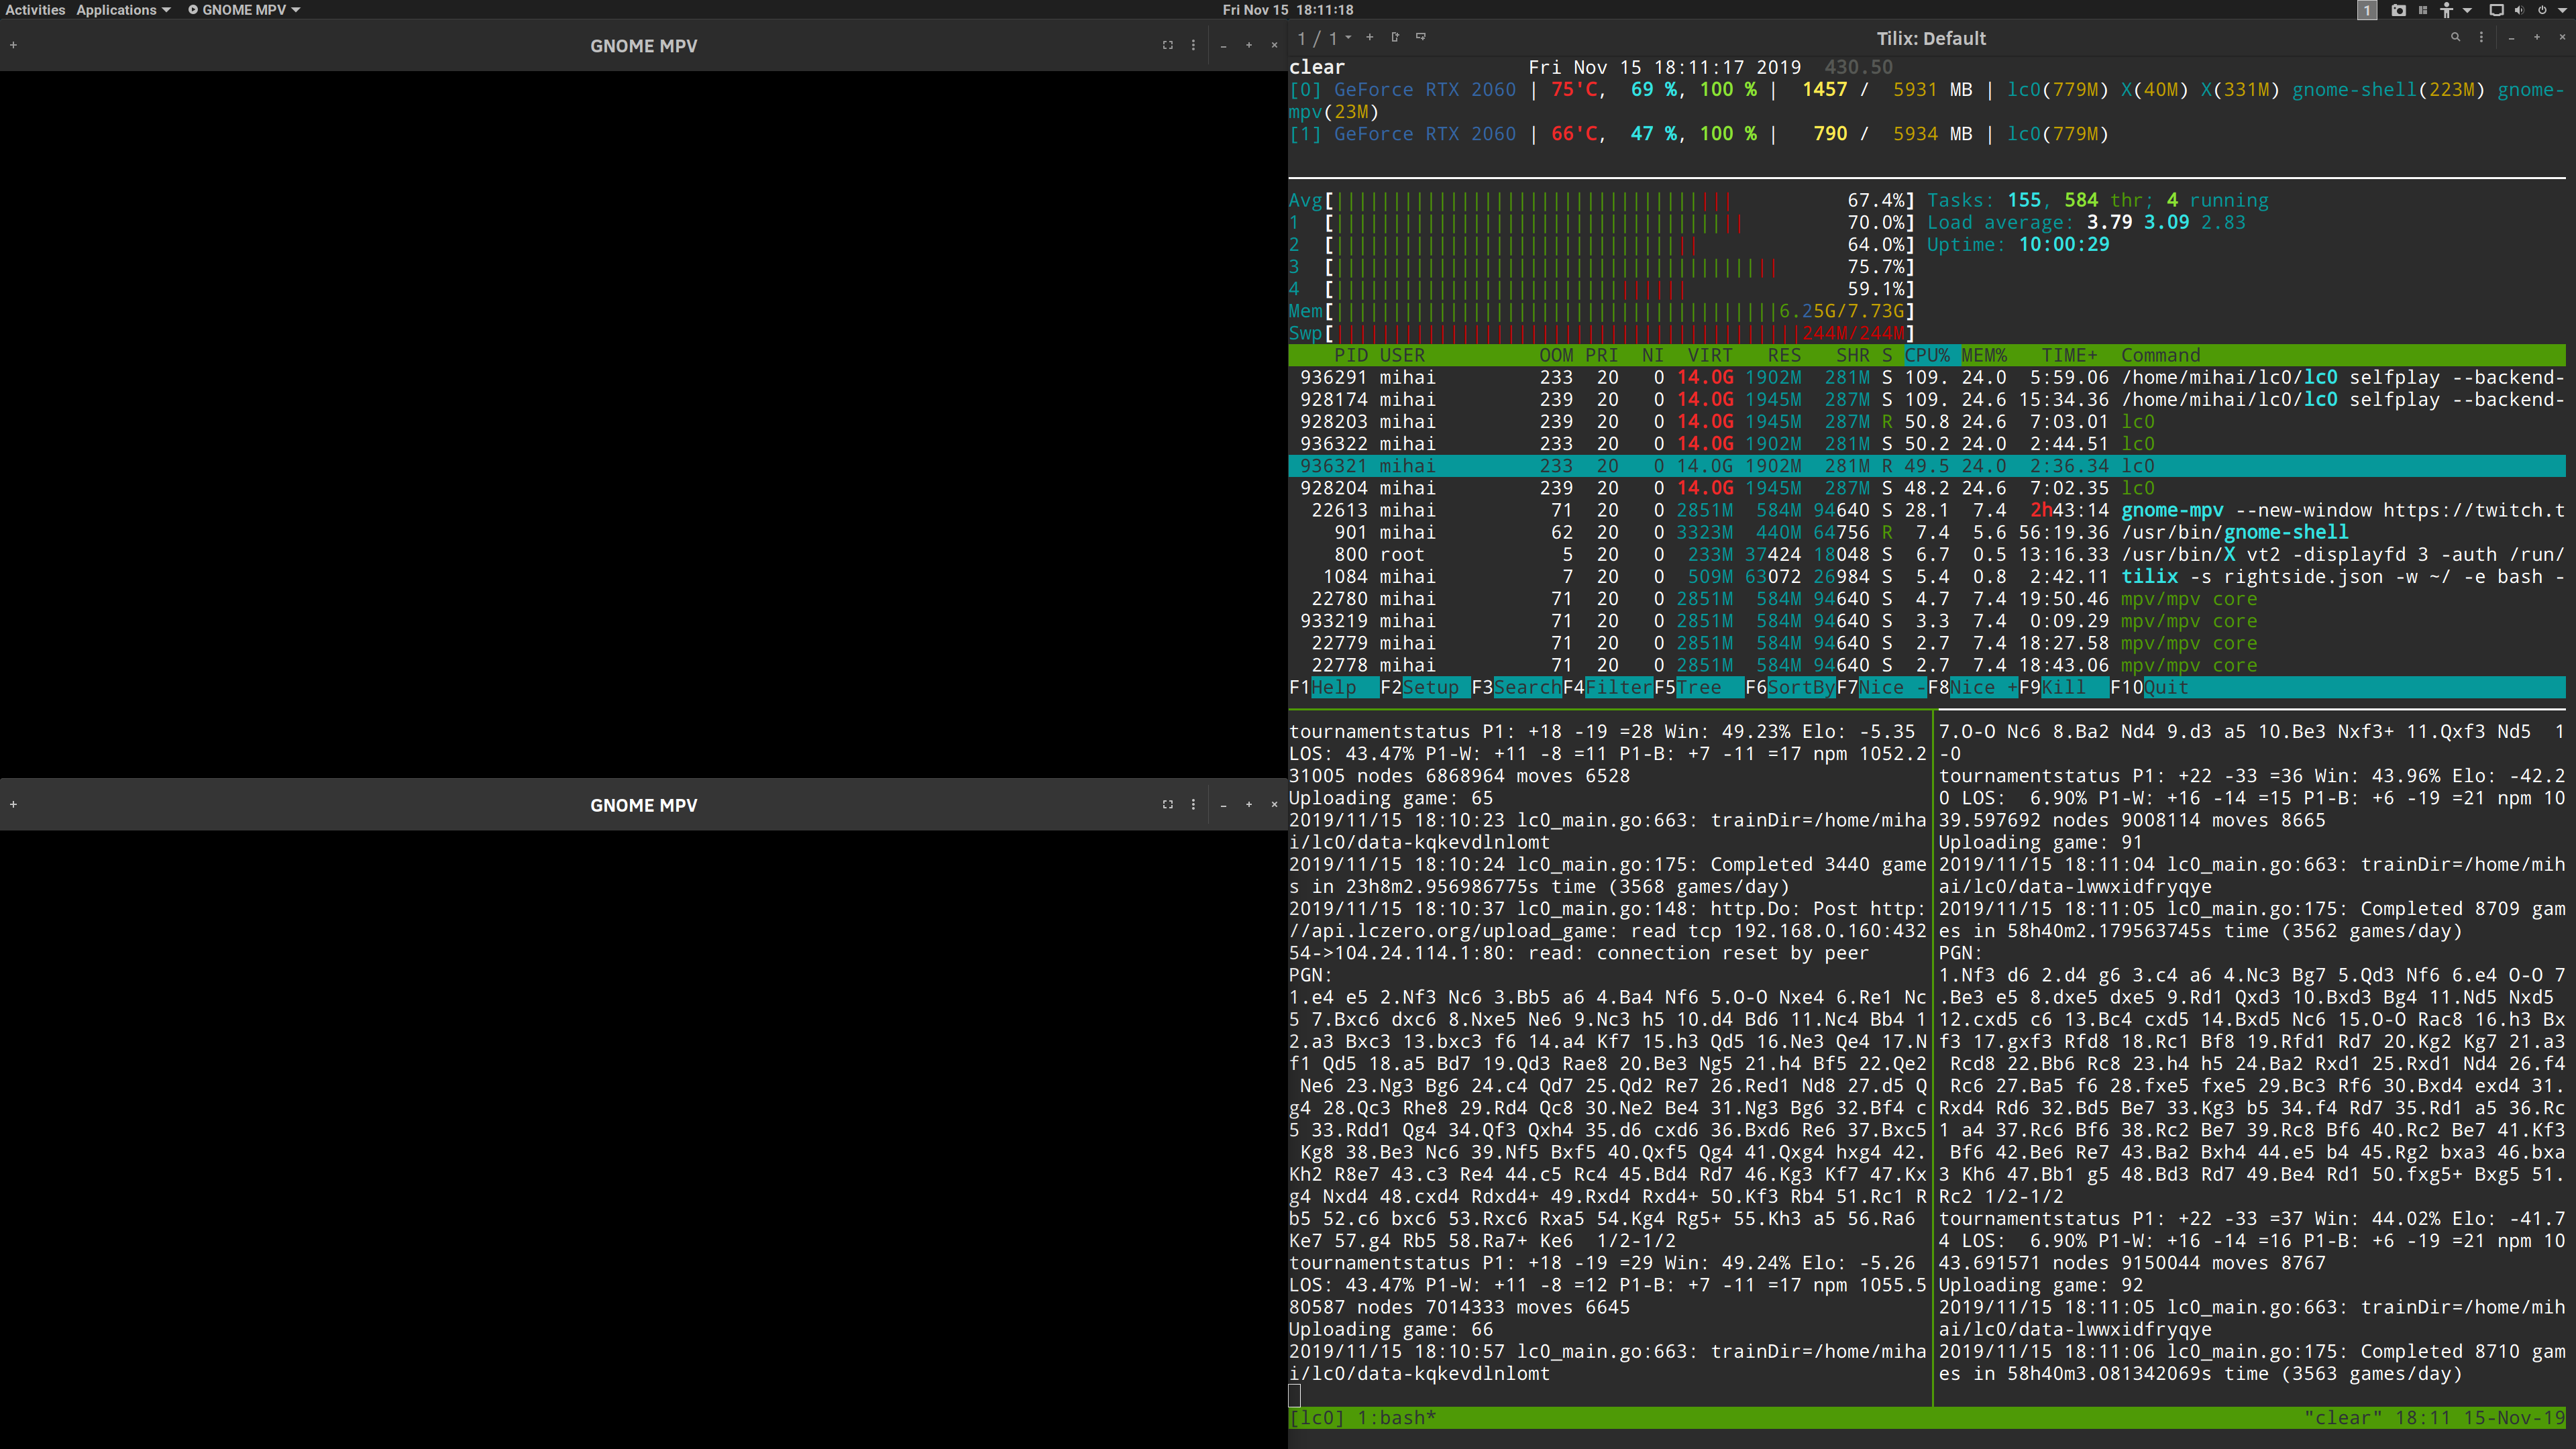 Activities Applications GNOME MPV Fri Nov 15 18:11:18 1
GNOME MPV
GNOME MPV
1 / 1 Tilix: Default
clear Fri Nov 15 18:11:17 2019 430.50
[0] GeForce RTX 2060 | 75'C, 69 %, 100 % | 1457 / 5931 MB | lc0(779M) X(40M) X(331M) gnome-shell(223M) gnome-
mpv(23M)
[1] GeForce RTX 2060 | 66'C, 47 %, 100 % | 790 / 5934 MB | lc0(779M)
Avg[ 67.4%] Tasks: 155, 584 thr; 4 running
1 [ 70.0%] Load average: 3.79 3.09 2.83
2 [ 64.0%] Uptime: 10:00:29
3 [ 75.7%]
4 [ 59.1%]
Mem[ 6.25G/7.73G]
Swp[ 244M/244M]
PID USER OOM PRI NI VIRT RES SHR S CPU% MEM% TIME+ Command
936291 mihai 233 20 0 14.0G 1902M 281M S 109. 24.0 5:59.06 /home/mihai/lc0/lc0 selfplay --backend-
928174 mihai 239 20 0 14.0G 1945M 287M S 109. 24.6 15:34.36 /home/mihai/lc0/lc0 selfplay --backend-
928203 mihai 239 20 0 14.0G 1945M 287M R 50.8 24.6 7:03.01 lc0
936322 mihai 233 20 0 14.0G 1902M 281M S 50.2 24.0 2:44.51 lc0
936321 mihai 233 20 0 14.0G 1902M 281M R 49.5 24.0 2:36.34 lc0
928204 mihai 239 20 0 14.0G 1945M 287M S 48.2 24.6 7:02.35 lc0
22613 mihai 71 20 0 2851M 584M 94640 S 28.1 7.4 2h43:14 gnome-mpv --new-window https://twitch.t
901 mihai 62 20 0 3323M 440M 64756 R 7.4 5.6 56:19.36 /usr/bin/gnome-shell
800 root 5 20 0 233M 37424 18048 S 6.7 0.5 13:16.33 /usr/bin/X vt2 -displayfd 3 -auth /run/
1084 mihai 7 20 0 509M 63072 26984 S 5.4 0.8 2:42.11 tilix -s rightside.json -w ~/ -e bash -
22780 mihai 71 20 0 2851M 584M 94640 S 4.7 7.4 19:50.46 mpv/mpv core
933219 mihai 71 20 0 2851M 584M 94640 S 3.3 7.4 0:09.29 mpv/mpv core
22779 mihai 71 20 0 2851M 584M 94640 S 2.7 7.4 18:27.58 mpv/mpv core
22778 mihai 71 20 0 2851M 584M 94640 S 2.7 7.4 18:43.06 mpv/mpv core
F1Help F2Setup F3SearchF4FilterF5Tree F6SortByF7Nice -F8Nice +F9Kill F10Quit
tournamentstatus P1: +18 -19 =28 Win: 49.23% Elo: -5.35
LOS: 43.47% P1-W: +11 -8 =11 P1-B: +7 -11 =17 npm 1052.2
31005 nodes 6868964 moves 6528
Uploading game: 65
2019/11/15 18:10:23 lc0_main.go:663: trainDir=/home/miha
i/lc0/data-kqkevdlnlomt
2019/11/15 18:10:24 lc0_main.go:175: Completed 3440 game
s in 23h8m2.956986775s time (3568 games/day)
2019/11/15 18:10:37 lc0_main.go:148: http.Do: Post http:
//api.lczero.org/upload_game: read tcp 192.168.0.160:432
54->104.24.114.1:80: read: connection reset by peer
PGN:
1.e4 e5 2.Nf3 Nc6 3.Bb5 a6 4.Ba4 Nf6 5.O-O Nxe4 6.Re1 Nc
5 7.Bxc6 dxc6 8.Nxe5 Ne6 9.Nc3 h5 10.d4 Bd6 11.Nc4 Bb4 1
2.a3 Bxc3 13.bxc3 f6 14.a4 Kf7 15.h3 Qd5 16.Ne3 Qe4 17.N
f1 Qd5 18.a5 Bd7 19.Qd3 Rae8 20.Be3 Ng5 21.h4 Bf5 22.Qe2
Ne6 23.Ng3 Bg6 24.c4 Qd7 25.Qd2 Re7 26.Red1 Nd8 27.d5 Q
g4 28.Qc3 Rhe8 29.Rd4 Qc8 30.Ne2 Be4 31.Ng3 Bg6 32.Bf4 c
5 33.Rdd1 Qg4 34.Qf3 Qxh4 35.d6 cxd6 36.Bxd6 Re6 37.Bxc5
Kg8 38.Be3 Nc6 39.Nf5 Bxf5 40.Qxf5 Qg4 41.Qxg4 hxg4 42.
Kh2 R8e7 43.c3 Re4 44.c5 Rc4 45.Bd4 Rd7 46.Kg3 Kf7 47.Kx
g4 Nxd4 48.cxd4 Rdxd4+ 49.Rxd4 Rxd4+ 50.Kf3 Rb4 51.Rc1 R
b5 52.c6 bxc6 53.Rxc6 Rxa5 54.Kg4 Rg5+ 55.Kh3 a5 56.Ra6
Ke7 57.g4 Rb5 58.Ra7+ Ke6 1/2-1/2
tournamentstatus P1: +18 -19 =29 Win: 49.24% Elo: -5.26
LOS: 43.47% P1-W: +11 -8 =12 P1-B: +7 -11 =17 npm 1055.5
80587 nodes 7014333 moves 6645
Uploading game: 66
2019/11/15 18:10:57 lc0_main.go:663: trainDir=/home/miha
i/lc0/data-kqkevdlnlomt
7.O-O Nc6 8.Ba2 Nd4 9.d3 a5 10.Be3 Nxf3+ 11.Qxf3 Nd5 1
-0
tournamentstatus P1: +22 -33 =36 Win: 43.96% Elo: -42.2
0 LOS: 6.90% P1-W: +16 -14 =15 P1-B: +6 -19 =21 npm 10
39.597692 nodes 9008114 moves 8665
Uploading game: 91
2019/11/15 18:11:04 lc0_main.go:663: trainDir=/home/mih
ai/lc0/data-lwwxidfryqye
2019/11/15 18:11:05 lc0_main.go:175: Completed 8709 gam
es in 58h40m2.179563745s time (3562 games/day)
PGN:
1.Nf3 d6 2.d4 g6 3.c4 a6 4.Nc3 Bg7 5.Qd3 Nf6 6.e4 O-O 7
.Be3 e5 8.dxe5 dxe5 9.Rd1 Qxd3 10.Bxd3 Bg4 11.Nd5 Nxd5
12.cxd5 c6 13.Bc4 cxd5 14.Bxd5 Nc6 15.O-O Rac8 16.h3 Bx
f3 17.gxf3 Rfd8 18.Rc1 Bf8 19.Rfd1 Rd7 20.Kg2 Kg7 21.a3
Rcd8 22.Bb6 Rc8 23.h4 h5 24.Ba2 Rxd1 25.Rxd1 Nd4 26.f4
Rc6 27.Ba5 f6 28.fxe5 fxe5 29.Bc3 Rf6 30.Bxd4 exd4 31.
Rxd4 Rd6 32.Bd5 Be7 33.Kg3 b5 34.f4 Rd7 35.Rd1 a5 36.Rc
1 a4 37.Rc6 Bf6 38.Rc2 Be7 39.Rc8 Bf6 40.Rc2 Be7 41.Kf3
Bf6 42.Be6 Re7 43.Ba2 Bxh4 44.e5 b4 45.Rg2 bxa3 46.bxa
3 Kh6 47.Bb1 g5 48.Bd3 Rd7 49.Be4 Rd1 50.fxg5+ Bxg5 51.
Rc2 1/2-1/2
tournamentstatus P1: +22 -33 =37 Win: 44.02% Elo: -41.7
4 LOS: 6.90% P1-W: +16 -14 =16 P1-B: +6 -19 =21 npm 10
43.691571 nodes 9150044 moves 8767
Uploading game: 92
2019/11/15 18:11:05 lc0_main.go:663: trainDir=/home/mih
ai/lc0/data-lwwxidfryqye
2019/11/15 18:11:06 lc0_main.go:175: Completed 8710 gam
es in 58h40m3.081342069s time (3563 games/day)
[lc0] 1:bash* "clear" 18:11 15-Nov-19